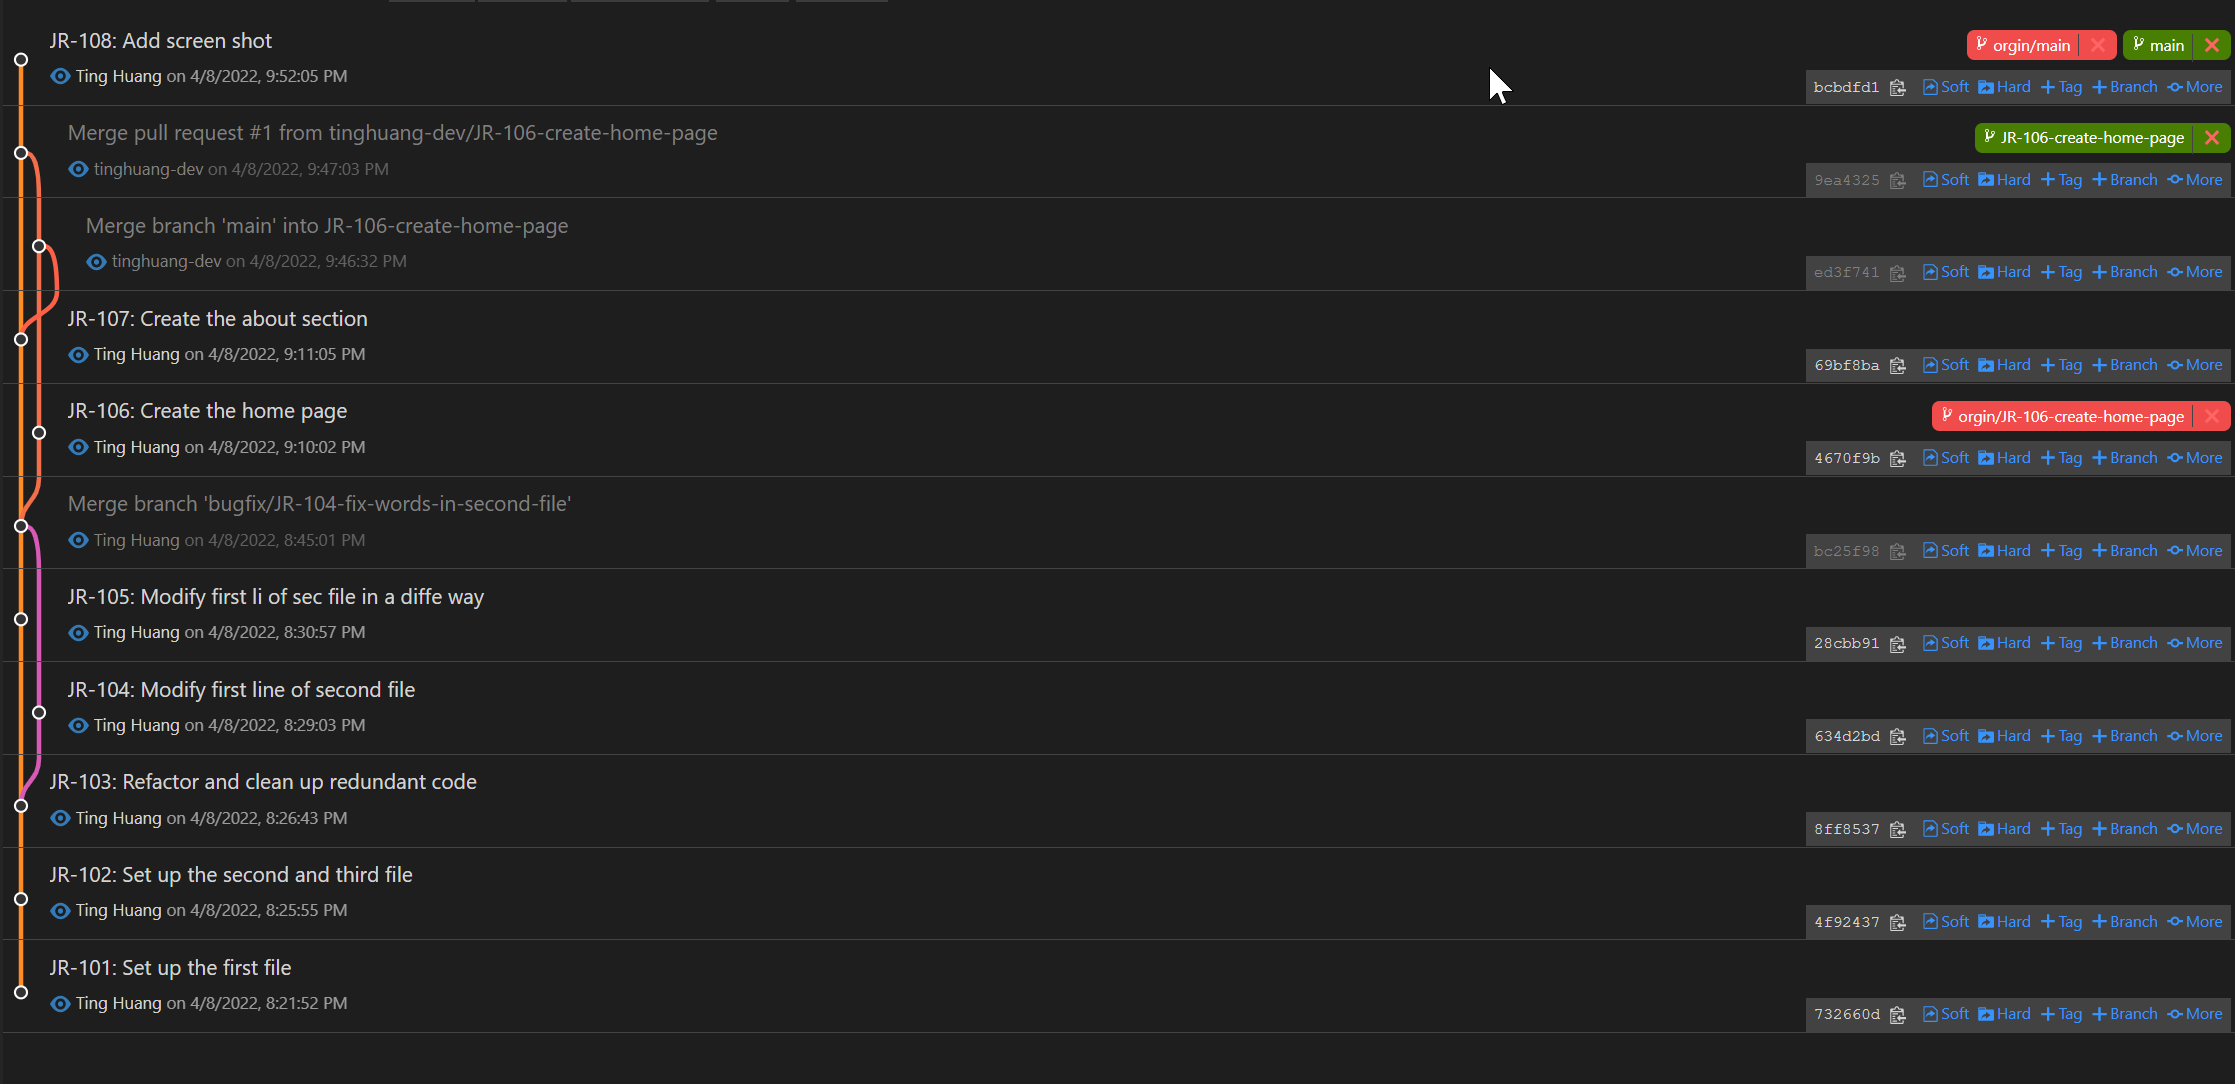 JR-108: Add screen shot
orgin/main
main
Ting Huang on 4/8/2022, 9:52:05 PM
bcbdfd1 Soft Hard Tag Branch More
Merge pull request #1 from tinghuang-dev/JR-106-create-home-page
JR-106-create-home-page
tinghuang-dev on 4/8/2022, 9:47:03 PM
9ea4325 Soft Hard Tag Branch More
Merge branch 'main' into JR-106-create-home-page
tinghuang-dev on 4/8/2022, 9:46:32 PM
ed3f741 Soft Hard Tag Branch More
JR-107: Create the about section
Ting Huang on 4/8/2022, 9:11:05 PM
69bf8ba Soft Hard Tag Branch More
JR-106: Create the home page
orgin/JR-106-create-home-page
Ting Huang on 4/8/2022, 9:10:02 PM
4670f9b Soft Hard Tag Branch More
Merge branch 'bugfix/JR-104-fix-words-in-second-file'
Ting Huang on 4/8/2022, 8:45:01 PM
bc25f98 Soft Hard Tag Branch More
JR-105: Modify first li of sec file in a diffe way
Ting Huang on 4/8/2022, 8:30:57 PM
28cbb91 Soft Hard Tag Branch More
JR-104: Modify first line of second file
Ting Huang on 4/8/2022, 8:29:03 PM
634d2bd Soft Hard Tag Branch More
JR-103: Refactor and clean up redundant code
Ting Huang on 4/8/2022, 8:26:43 PM
8ff8537 Soft Hard Tag Branch More
JR-102: Set up the second and third file
Ting Huang on 4/8/2022, 8:25:55 PM
4f92437 Soft Hard Tag Branch More
JR-101: Set up the first file
Ting Huang on 4/8/2022, 8:21:52 PM
732660d Soft Hard Tag Branch More